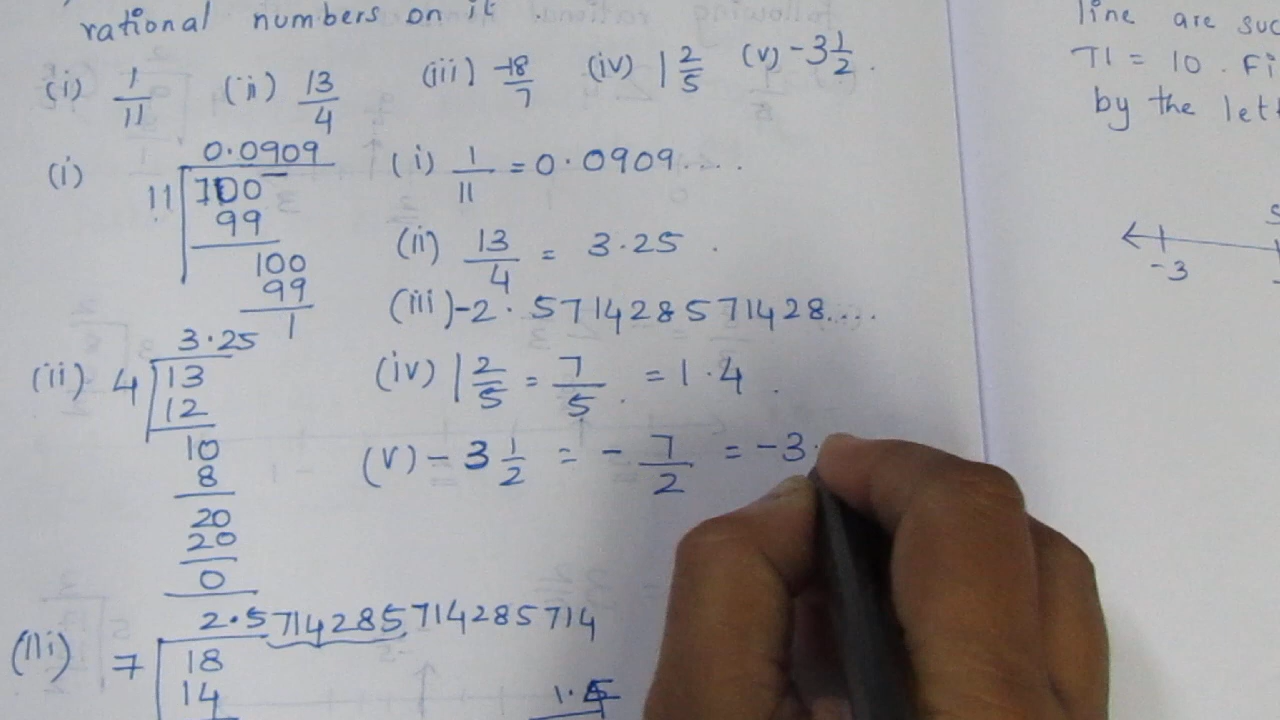 rational numbers on it.
(i) 1/11 (ii) 13/4 (iii) -18/7 (iv) 1 2/5 (v) -3 1/2.
(i)
0.0909
11 100
99
100
99
1
(i) 1/11 = 0.0909....
(ii) 13/4 = 3.25.
(iii) -2.571428571428....
(iv) 1 2/5 = 7/5 = 1.4.
(v) -3 1/2 = -7/2 = -3.
(ii)
3.25
4 13
12
10
8
20
20
0
(iii)
2.5714285714285714
7 18
14
line are suc
TI = 10. Fi
by the lett
-3